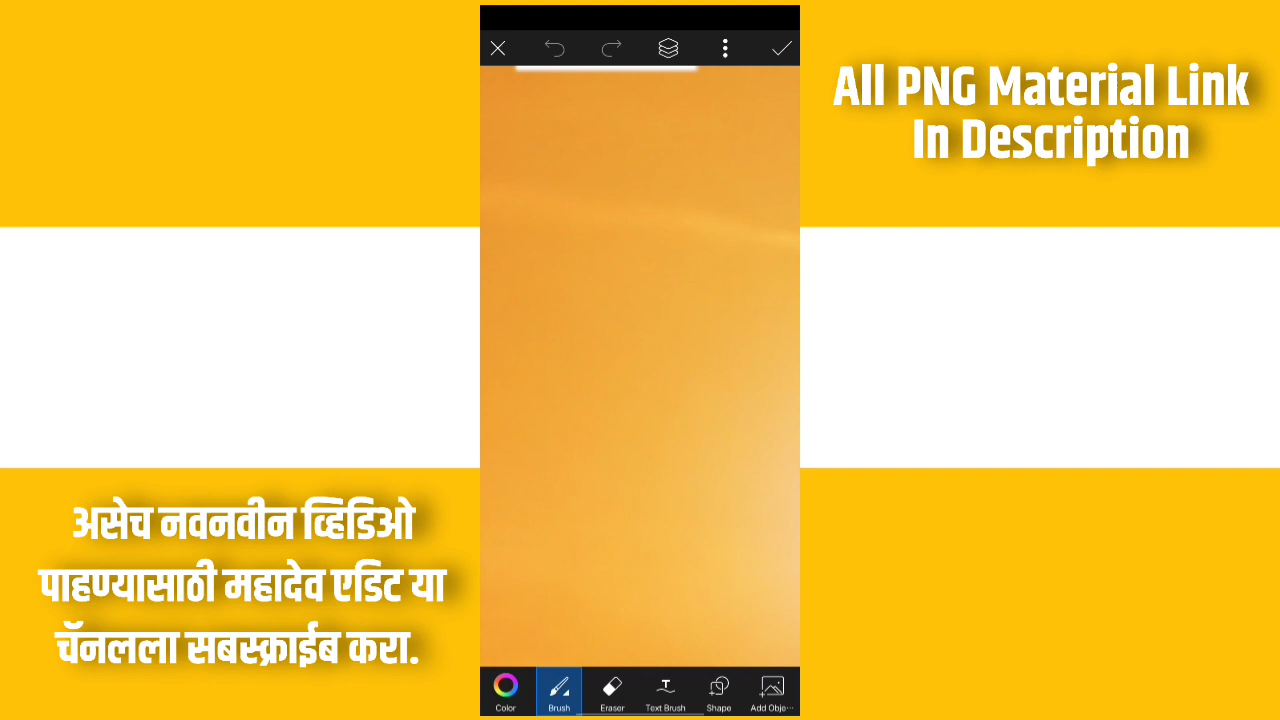 All PNG Material Link
In Description
असेच नवनवीन व्हिडिओ
पाहण्यासाठी महादेव एडिट या
चॅनलला सबस्क्राईब करा.
Color
Brush
Eraser
Text Brush
Shape
Add Obje···